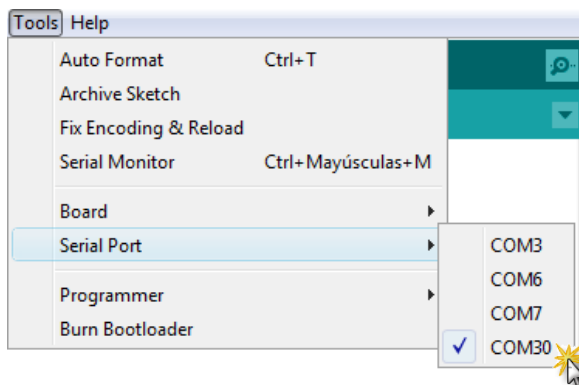 Tools Help
Auto Format Ctrl+T
Archive Sketch
Fix Encoding & Reload
Serial Monitor Ctrl+Mayúsculas+M
Board
Serial Port
Programmer
Burn Bootloader
COM3
COM6
COM7
COM30